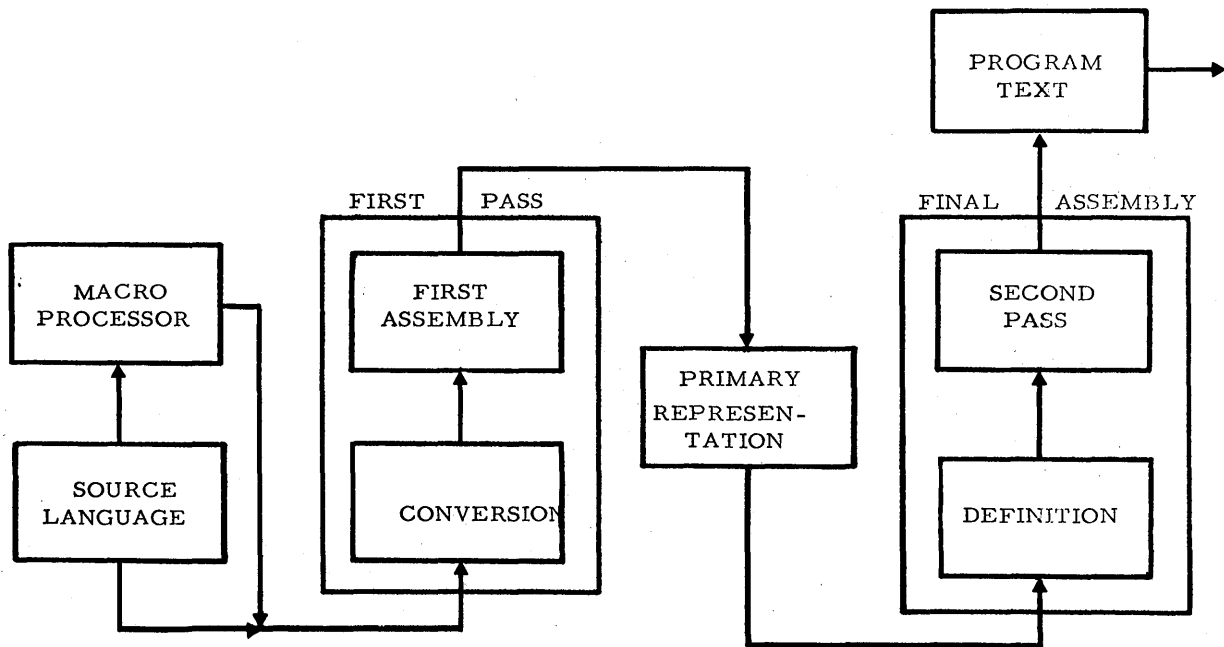 MACRO
PROCESSOR
SOURCE
LANGUAGE
FIRST PASS
FIRST
ASSEMBLY
CONVERSION
PRIMARY
REPRESEN-
TATION
PROGRAM
TEXT
FINAL ASSEMBLY
SECOND
PASS
DEFINITION